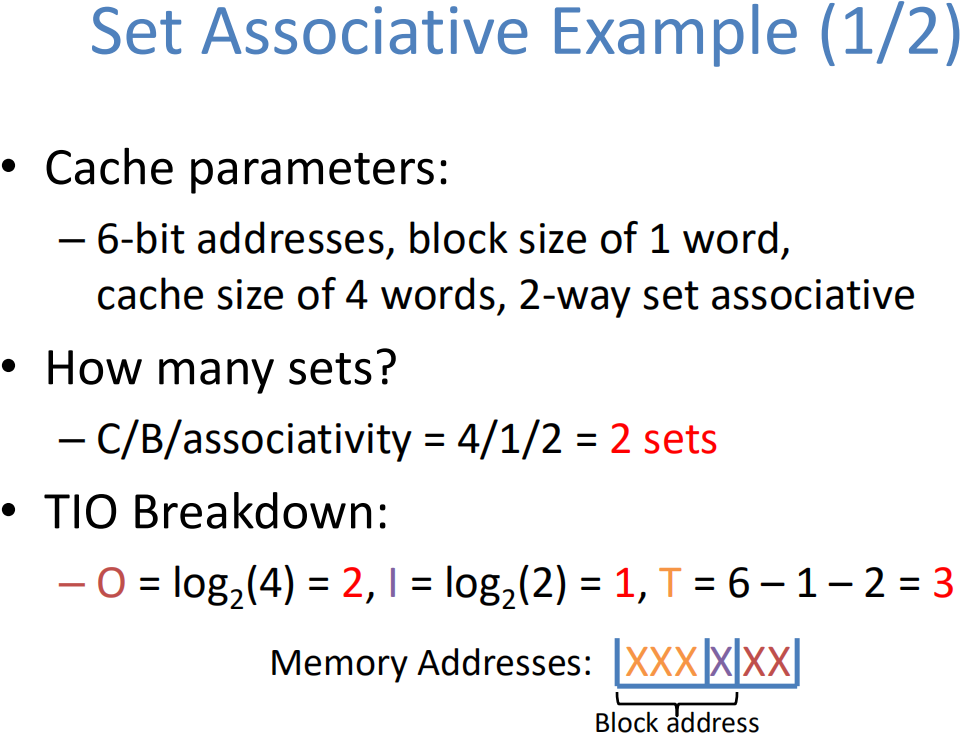 Set Associative Example (1/2)
• Cache parameters:
– 6-bit addresses, block size of 1 word,
cache size of 4 words, 2-way set associative
• How many sets?
– C/B/associativity = 4/1/2 = 2 sets
• TIO Breakdown:
– O = log₂(4) = 2, I = log₂(2) = 1, T = 6 – 1 – 2 = 3
Memory Addresses: |XXX|X|XX|
Block address